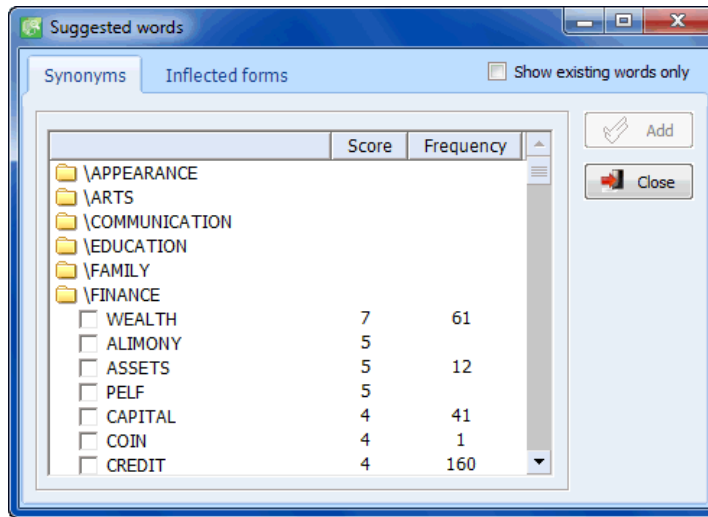 Suggested words
Synonyms Inflected forms Show existing words only
Score Frequency Add
\APPEARANCE
\ARTS Close
\COMMUNICATION
\EDUCATION
\FAMILY
\FINANCE
WEALTH 7 61
ALIMONY 5
ASSETS 5 12
PELF 5
CAPITAL 4 41
COIN 4 1
CREDIT 4 160